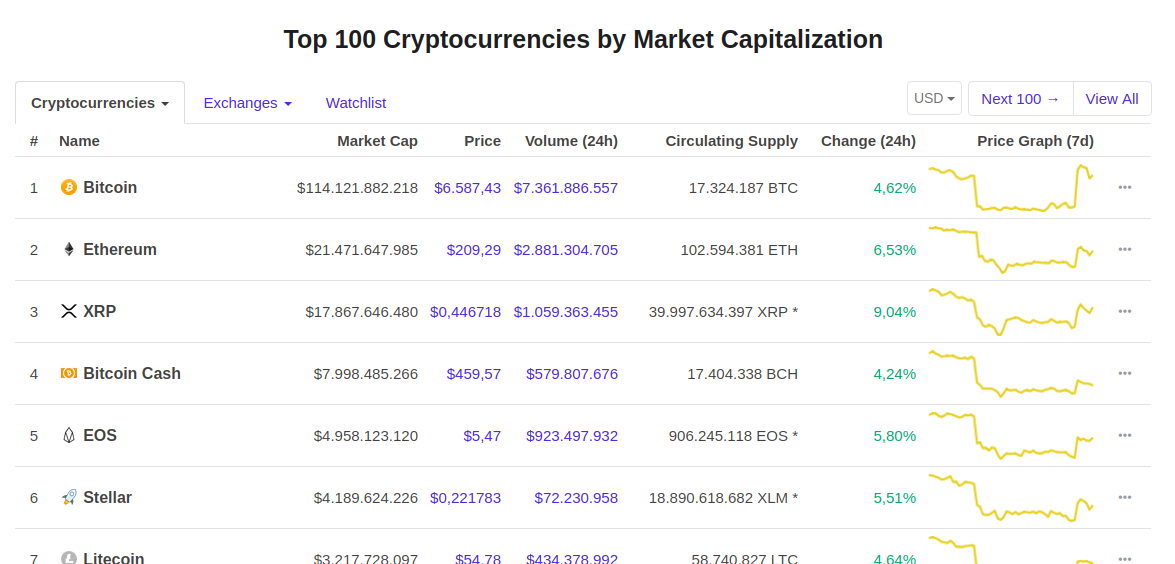 Top 100 Cryptocurrencies by Market Capitalization
Cryptocurrencies Exchanges Watchlist USD Next 100 → View All
# Name Market Cap Price Volume (24h) Circulating Supply Change (24h) Price Graph (7d)
1 Bitcoin $114.121.882.218 $6.587,43 $7.361.886.557 17.324.187 BTC 4,62%
2 Ethereum $21.471.647.985 $209,29 $2.881.304.705 102.594.381 ETH 6,53%
3 XRP $17.867.646.480 $0,446718 $1.059.363.455 39.997.634.397 XRP * 9,04%
4 Bitcoin Cash $7.998.485.266 $459,57 $579.807.676 17.404.338 BCH 4,24%
5 EOS $4.958.123.120 $5,47 $923.497.932 906.245.118 EOS * 5,80%
6 Stellar $4.189.624.226 $0,221783 $72.230.958 18.890.618.682 XLM * 5,51%
7 Litecoin $3.217.728.097 $54,78 $434.378.992 58.740.827 LTC 4,64%